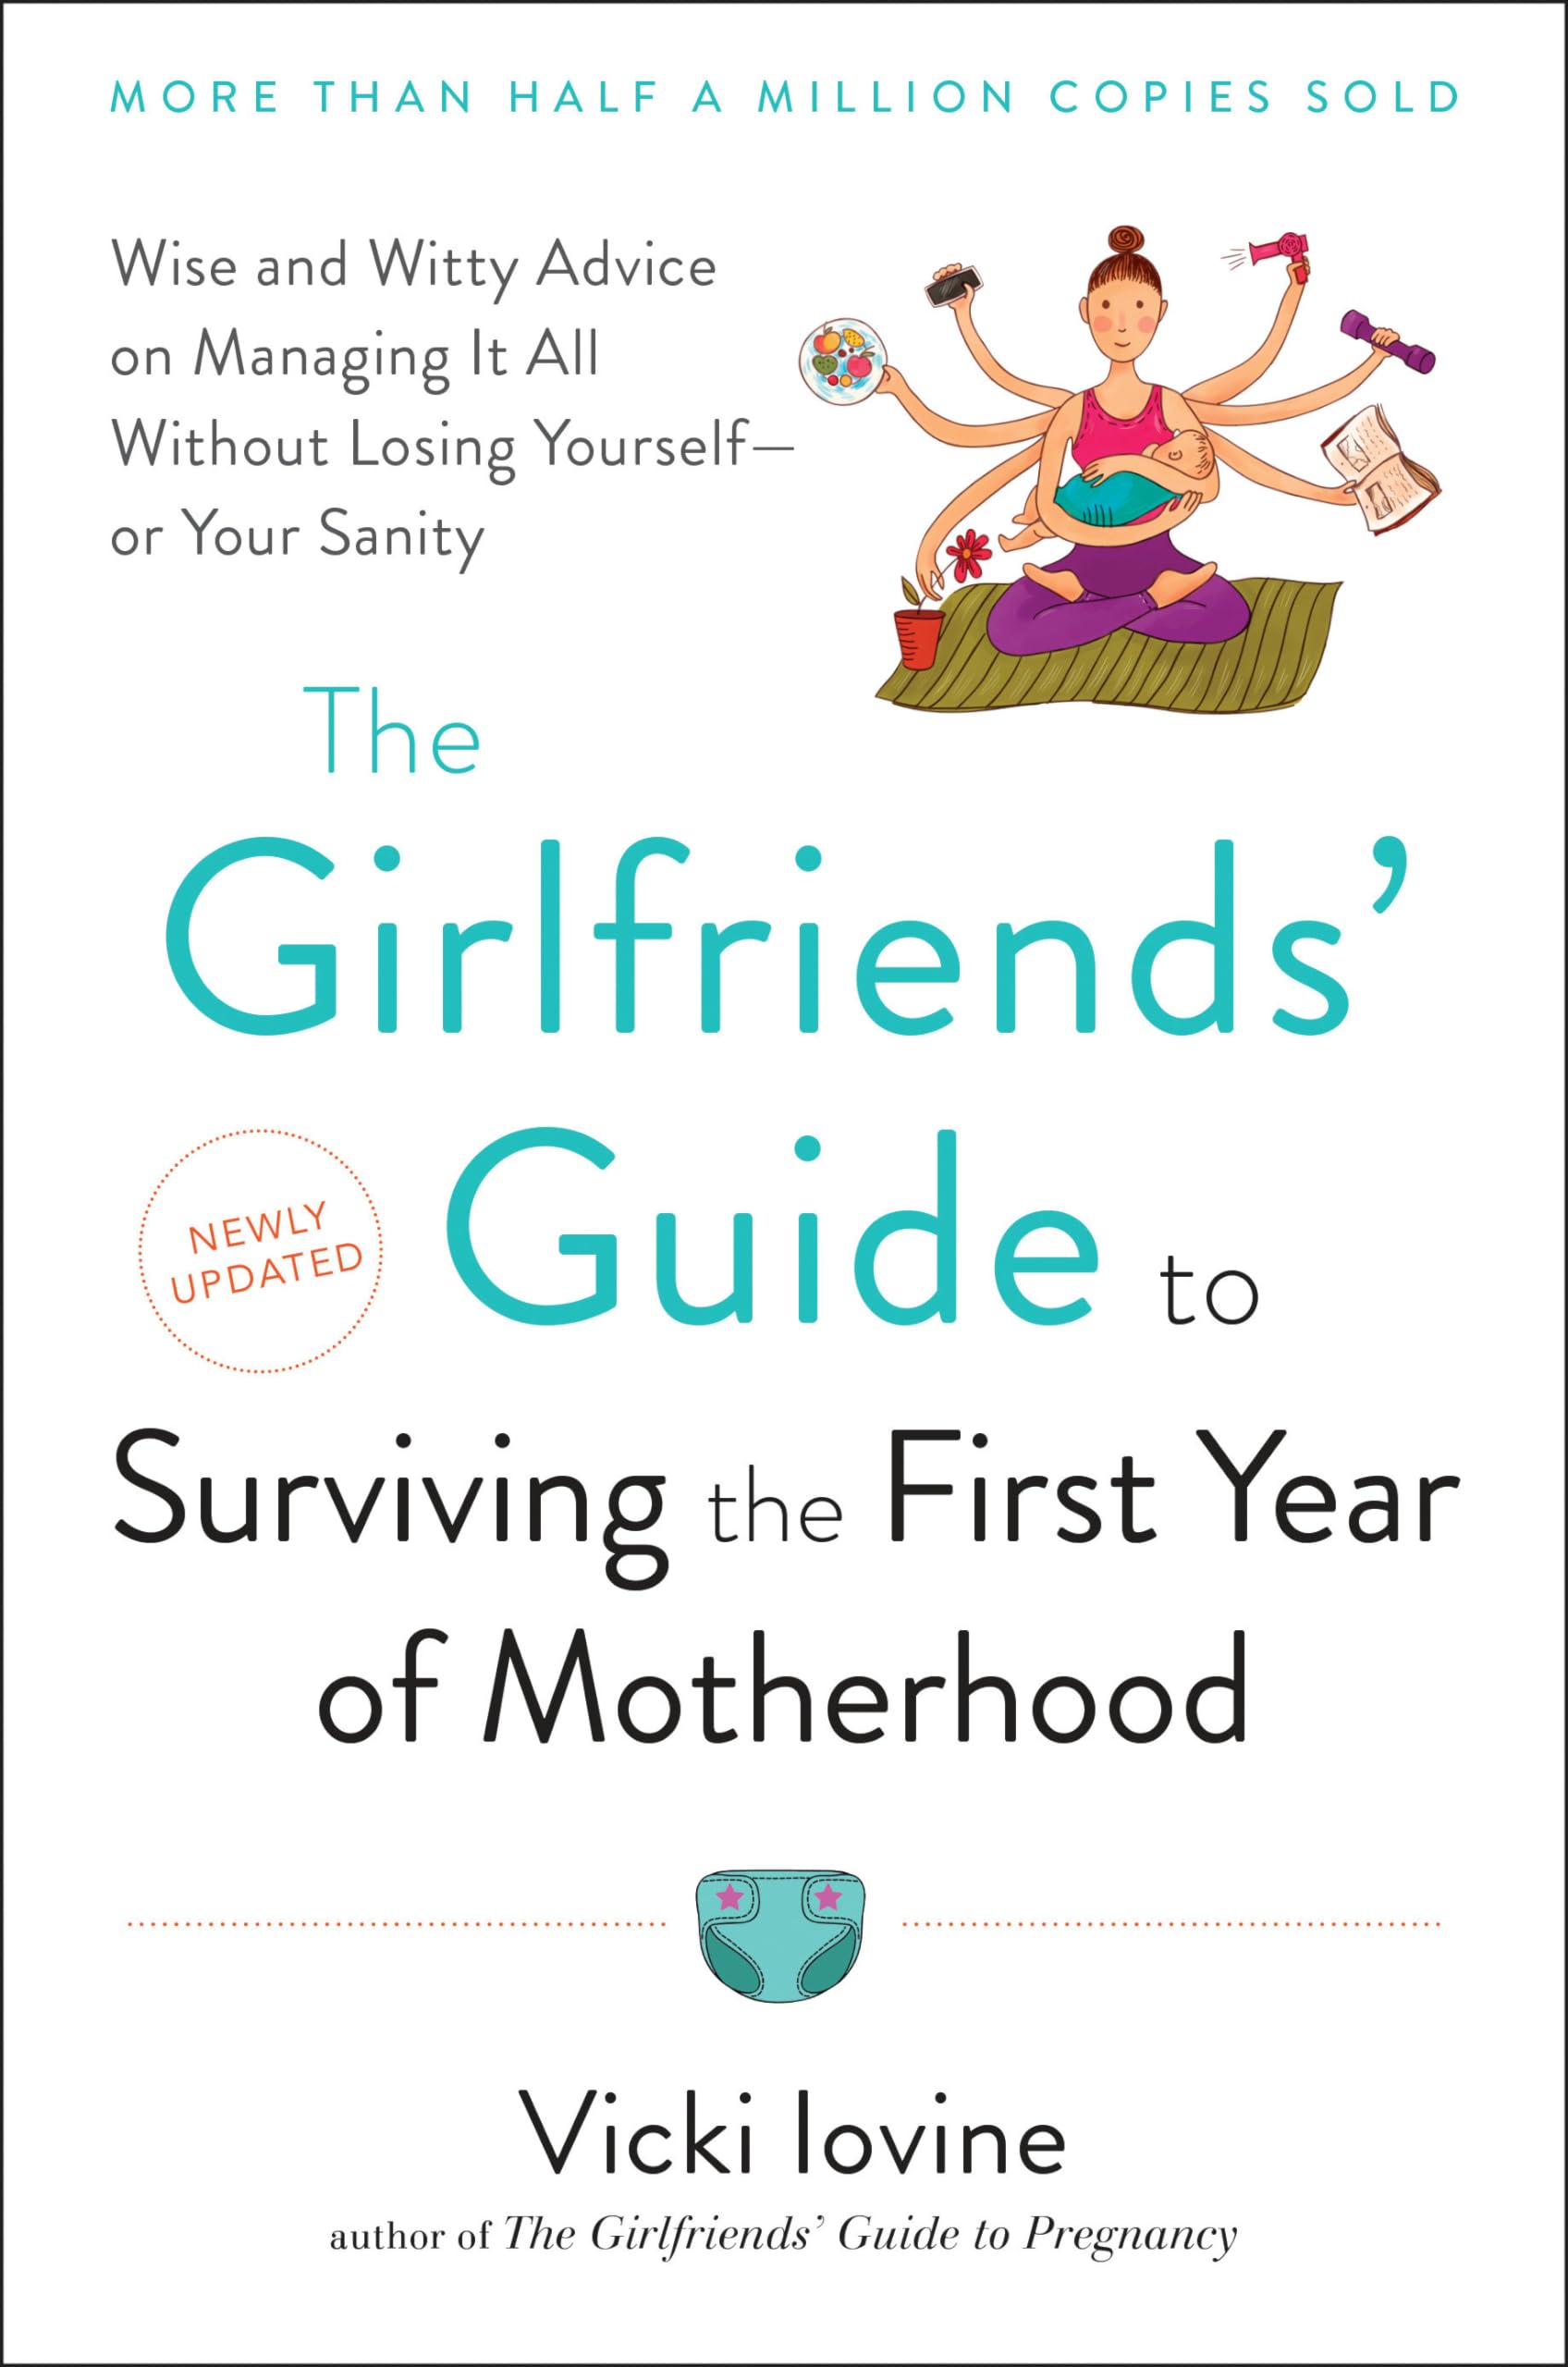 MORE THAN HALF A MILLION COPIES SOLD
Wise and Witty Advice
on Managing It All
Without Losing Yourself—
or Your Sanity
The
Girlfriends’
NEWLY
UPDATED
Guide to
Surviving the First Year
of Motherhood
Vicki Iovine
author of The Girlfriends’ Guide to Pregnancy